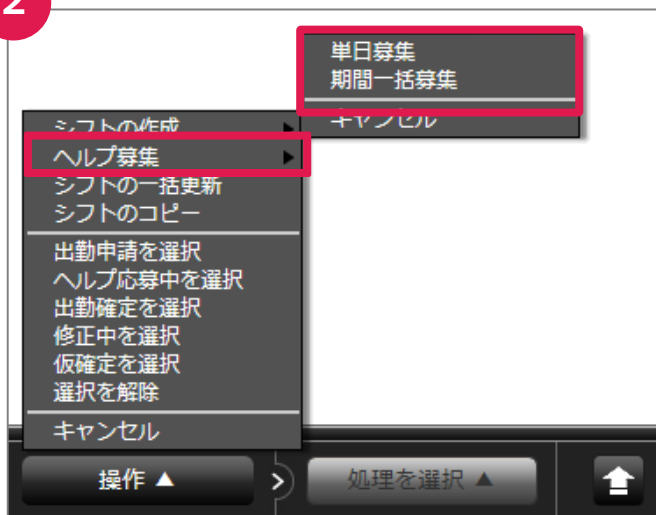 2
単日募集
期間一括募集
キャンセル
シフトの作成
ヘルプ募集
シフトの一括更新
シフトのコピー
出勤申請を選択
ヘルプ応募中を選択
出勤確定を選択
修正中を選択
仮確定を選択
選択を解除
キャンセル
操作 ▲
処理を選択 ▲